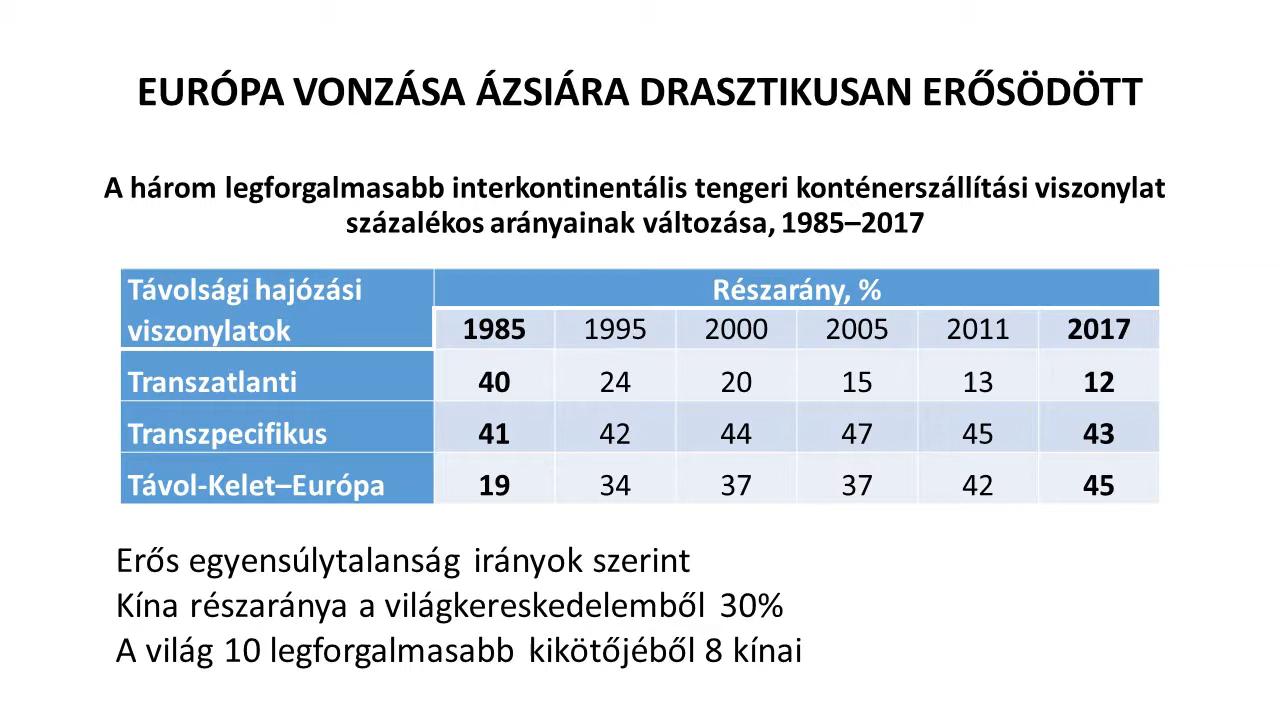 EURÓPA VONZÁSA ÁZSIÁRA DRASZTIKUSAN ERŐSÖDÖTT
A három legforgalmasabb interkontinentális tengeri konténerszállítási viszonylat
százalékos arányainak változása, 1985–2017
Távolsági hajózási viszonylatok
Részarány, %
1985 1995 2000 2005 2011 2017
Transzatlanti 40 24 20 15 13 12
Transzpecifikus 41 42 44 47 45 43
Távol-Kelet–Európa 19 34 37 37 42 45
Erős egyensúlytalanság irányok szerint
Kína részaránya a világkereskedelemből 30%
A világ 10 legforgalmasabb kikötőjéből 8 kínai